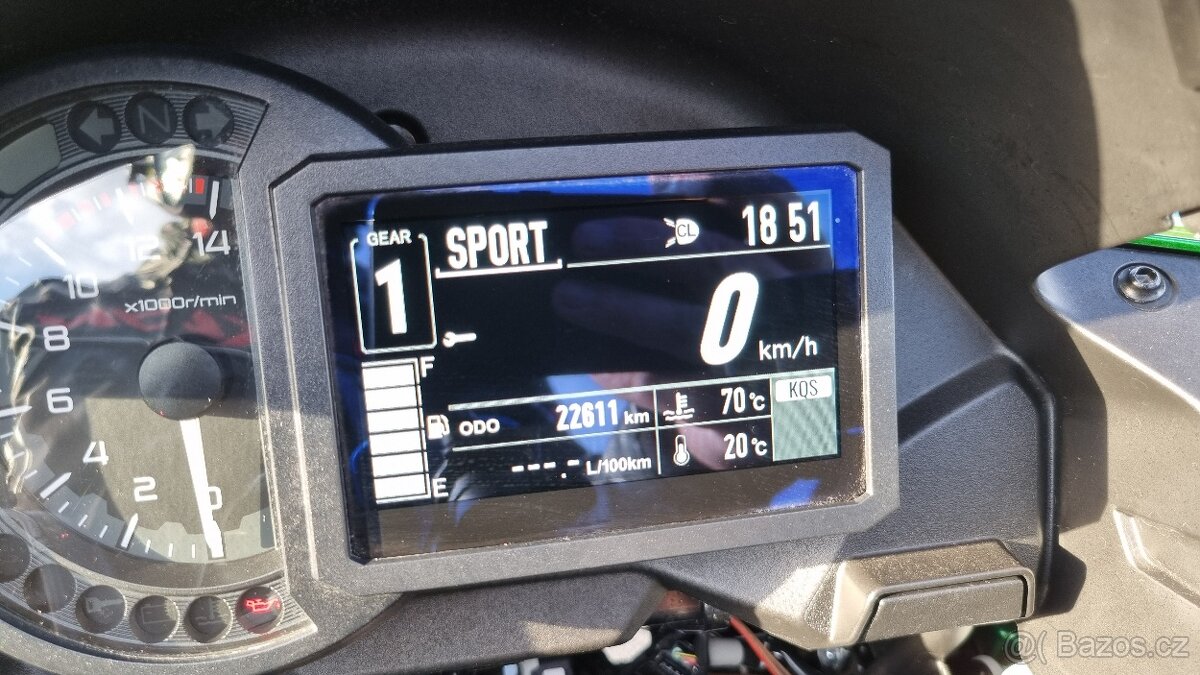 N
14
12
10
x1000r/min
8
6
4
2
0
GEAR
1
SPORT
CL
18 51
0
km/h
F
E
ODO 22611 km
---.- L/100km
70 °C
20 °C
KQS
@( Bazos.cz